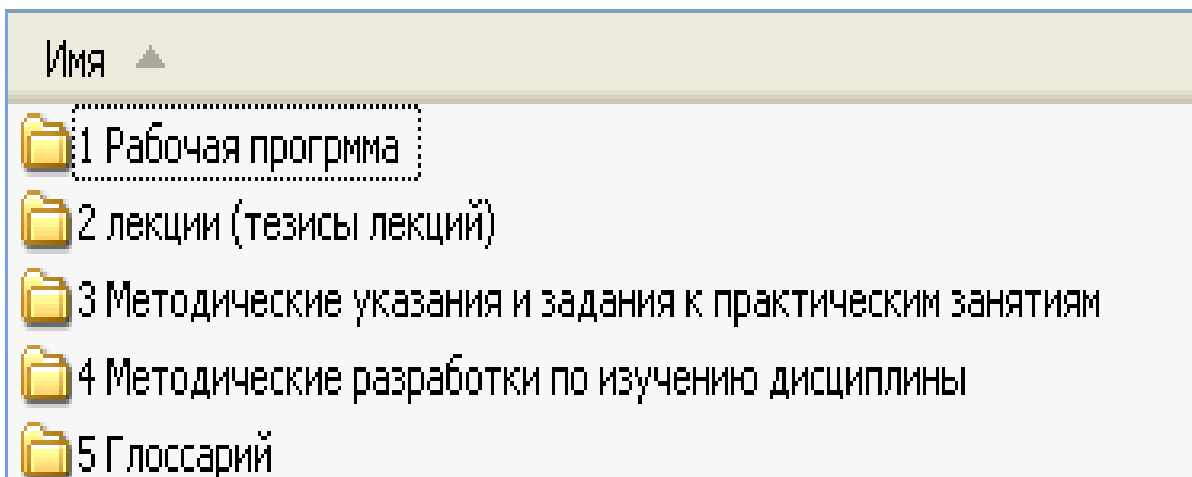 Имя
1 Рабочая прогрмма
2 лекции (тезисы лекций)
3 Методические указания и задания к практическим занятиям
4 Методические разработки по изучению дисциплины
5 Глоссарий